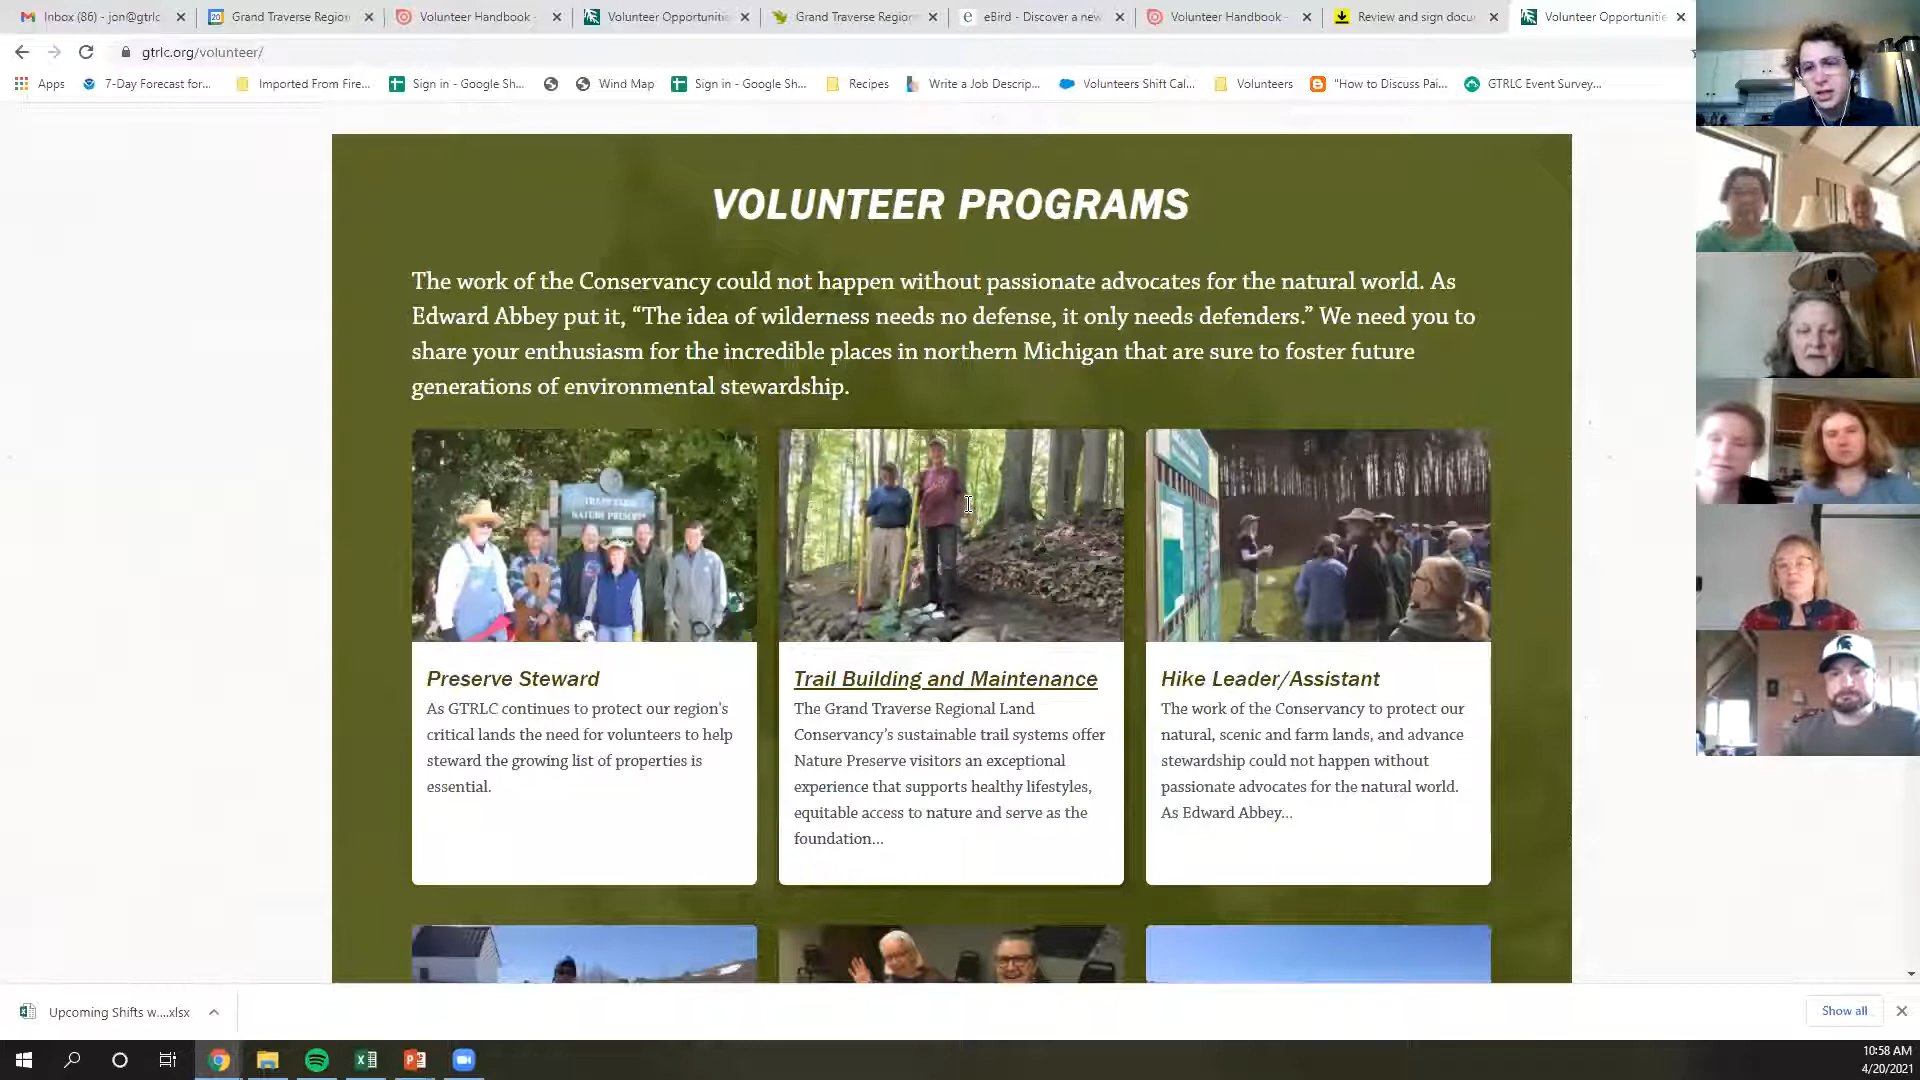 Inbox (86) - jon@gtrlc
Grand Traverse Region
Volunteer Handbook -
Volunteer Opportunitie
Grand Traverse Region
eBird - Discover a new
Volunteer Handbook -
Review and sign docu
Volunteer Opportunitie
gtrlc.org/volunteer/
Apps
7-Day Forecast for...
Imported From Fire...
Sign in - Google Sh...
Wind Map
Sign in - Google Sh...
Recipes
Write a Job Descrip...
Volunteers Shift Cal...
Volunteers
"How to Discuss Pai...
GTRLC Event Survey...
VOLUNTEER PROGRAMS
The work of the Conservancy could not happen without passionate advocates for the natural world. As
Edward Abbey put it, “The idea of wilderness needs no defense, it only needs defenders.” We need you to
share your enthusiasm for the incredible places in northern Michigan that are sure to foster future
generations of environmental stewardship.
NATURE PRESERVE
Preserve Steward
As GTRLC continues to protect our region's
critical lands the need for volunteers to help
steward the growing list of properties is
essential.
Trail Building and Maintenance
The Grand Traverse Regional Land
Conservancy’s sustainable trail systems offer
Nature Preserve visitors an exceptional
experience that supports healthy lifestyles,
equitable access to nature and serve as the
foundation...
Hike Leader/Assistant
The work of the Conservancy to protect our
natural, scenic and farm lands, and advance
stewardship could not happen without
passionate advocates for the natural world.
As Edward Abbey...
Upcoming Shifts w....xlsx
Show all
10:58 AM
4/20/2021